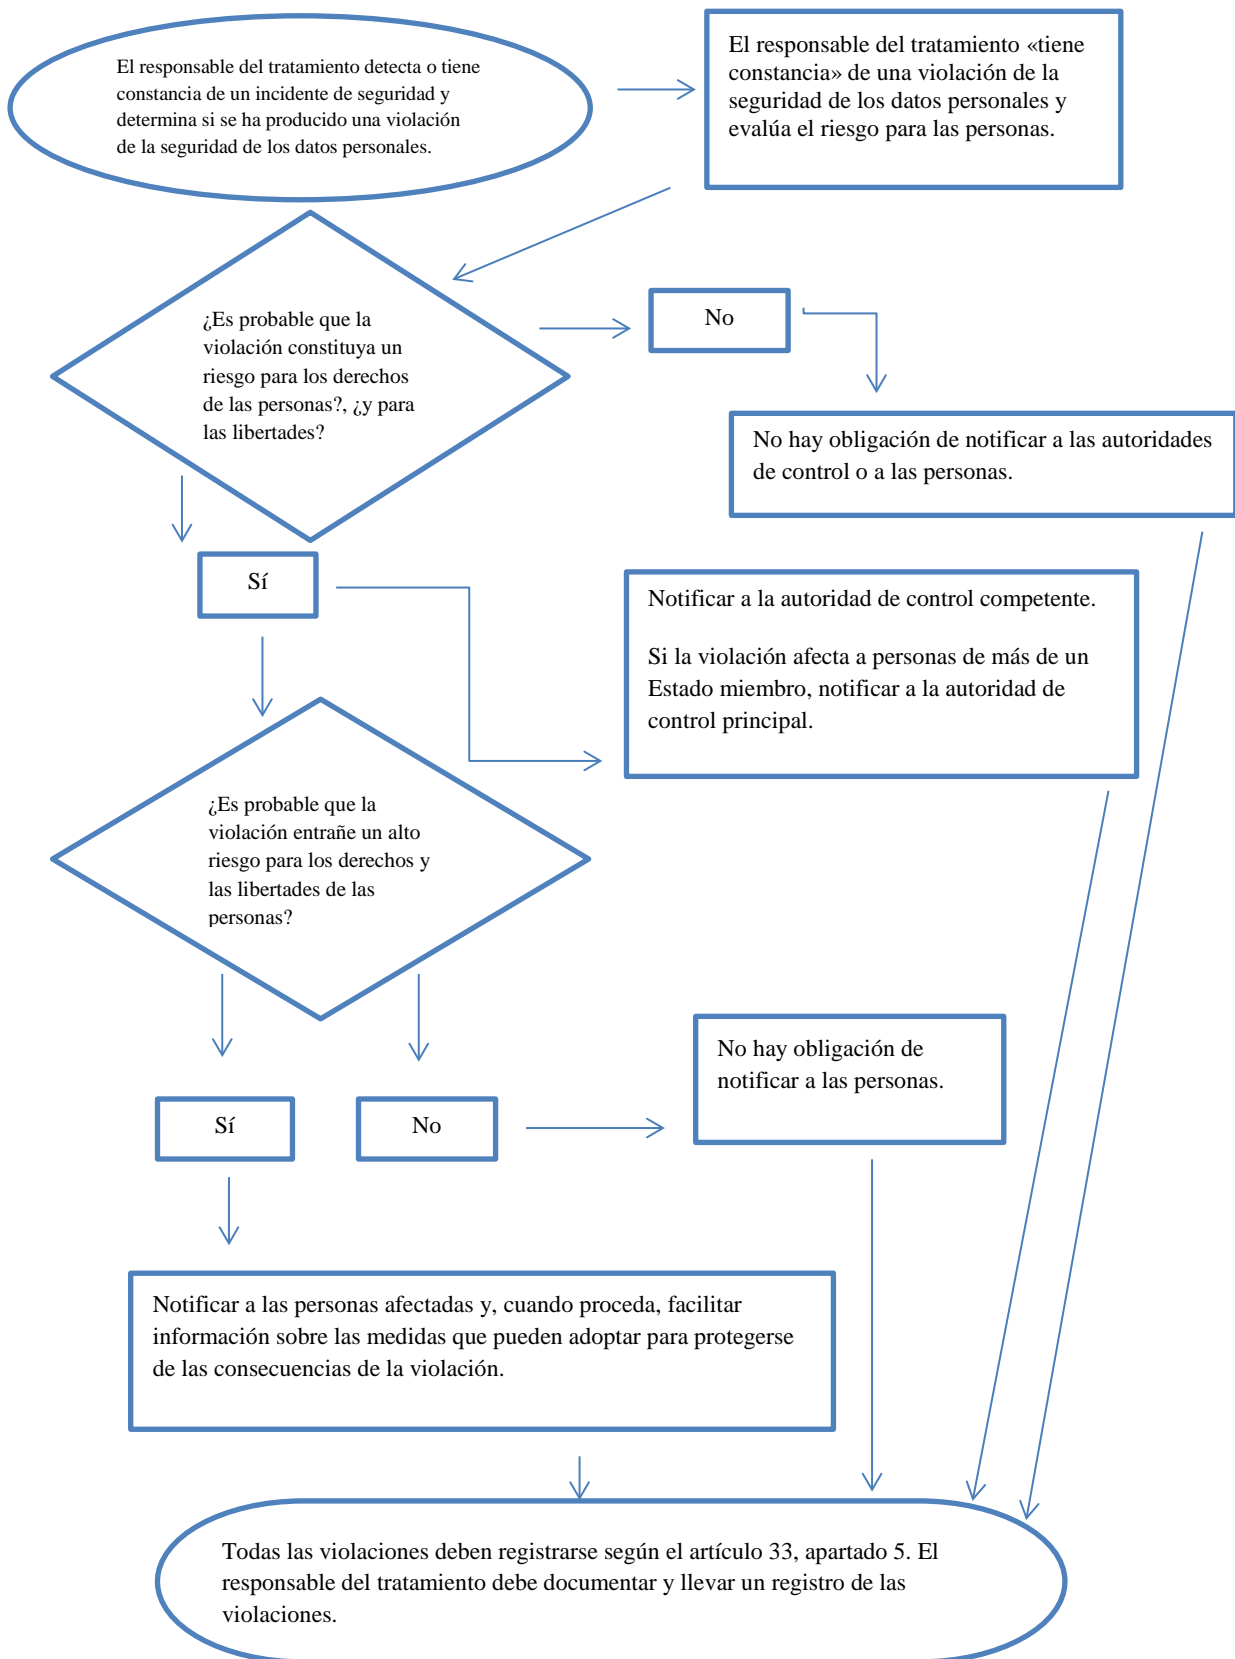 El responsable del tratamiento detecta o tiene
constancia de un incidente de seguridad y
determina si se ha producido una violación
de la seguridad de los datos personales.
El responsable del tratamiento «tiene
constancia» de una violación de la
seguridad de los datos personales y
evalúa el riesgo para las personas.
¿Es probable que la
violación constituya un
riesgo para los derechos
de las personas?, ¿y para
las libertades?
No
No hay obligación de notificar a las autoridades
de control o a las personas.
Sí
Notificar a la autoridad de control competente.
Si la violación afecta a personas de más de un
Estado miembro, notificar a la autoridad de
control principal.
¿Es probable que la
violación entrañe un alto
riesgo para los derechos y
las libertades de las
personas?
Sí
No
No hay obligación de
notificar a las personas.
Notificar a las personas afectadas y, cuando proceda, facilitar
información sobre las medidas que pueden adoptar para protegerse
de las consecuencias de la violación.
Todas las violaciones deben registrarse según el artículo 33, apartado 5. El
responsable del tratamiento debe documentar y llevar un registro de las
violaciones.